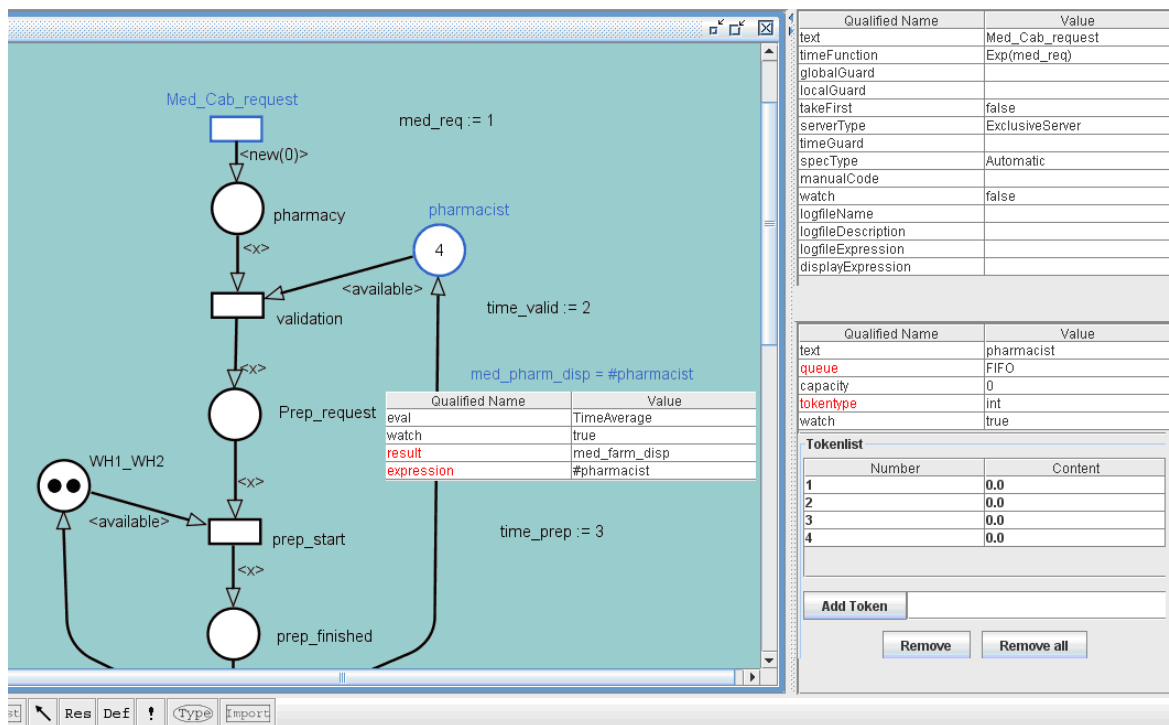 Med_Cab_request
med_req := 1
<new(0)>
pharmacy
pharmacist
<x>
4
<available>
validation
time_valid := 2
<x>
med_pharm_disp = #pharmacist
Prep_request
Qualified Name Value
eval TimeAverage
watch true
result med_farm_disp
expression #pharmacist
WH1_WH2
<x>
<available>
prep_start
time_prep := 3
<x>
prep_finished
Qualified Name Value
text Med_Cab_request
timeFunction Exp(med_req)
globalGuard
localGuard
takeFirst false
serverType ExclusiveServer
timeGuard
specType Automatic
manualCode
watch false
logfileName
logfileDescription
logfileExpression
displayExpression
Qualified Name Value
text pharmacist
queue FIFO
capacity 0
tokentype int
watch true
Tokenlist
Number Content
1 0.0
2 0.0
3 0.0
4 0.0
Add Token
Remove Remove all
Res Def ! Type Import